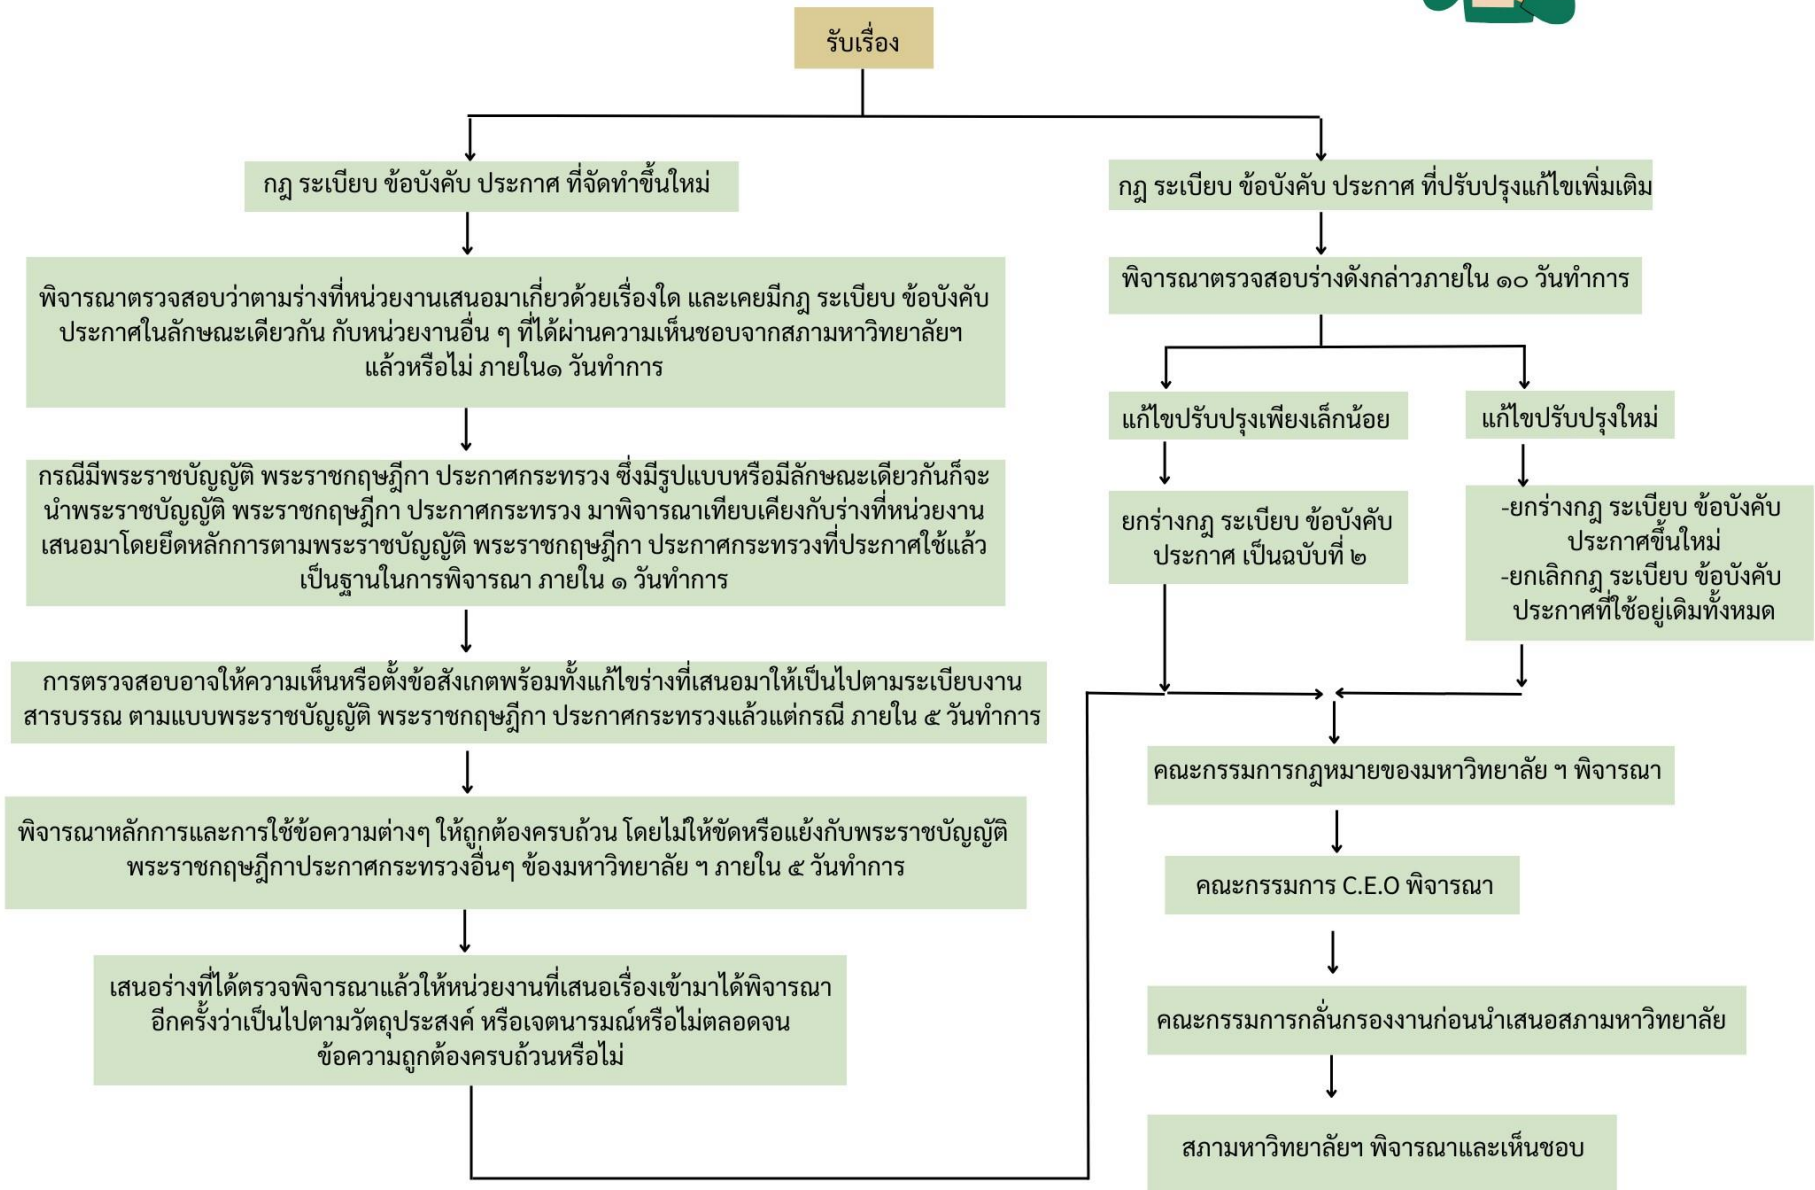 รับเรื่อง
กฎ ระเบียบ ข้อบังคับ ประกาศ ที่จัดทำขึ้นใหม่
พิจารณาตรวจสอบว่าตามร่างที่หน่วยงานเสนอมาเกี่ยวด้วยเรื่องใด และเคยมีกฎ ระเบียบ ข้อบังคับ
ประกาศในลักษณะเดียวกัน กับหน่วยงานอื่น ๆ ที่ได้ผ่านความเห็นชอบจากสภามหาวิทยาลัยฯ
แล้วหรือไม่ ภายใน๑ วันทำการ
กรณีมีพระราชบัญญัติ พระราชกฤษฎีกา ประกาศกระทรวง ซึ่งมีรูปแบบหรือมีลักษณะเดียวกันก็จะ
นำพระราชบัญญัติ พระราชกฤษฎีกา ประกาศกระทรวง มาพิจารณาเทียบเคียงกับร่างที่หน่วยงาน
เสนอมาโดยยึดหลักการตามพระราชบัญญัติ พระราชกฤษฎีกา ประกาศกระทรวงที่ประกาศใช้แล้ว
เป็นฐานในการพิจารณา ภายใน ๑ วันทำการ
การตรวจสอบอาจให้ความเห็นหรือตั้งข้อสังเกตพร้อมทั้งแก้ไขร่างที่เสนอมาให้เป็นไปตามระเบียบงาน
สารบรรณ ตามแบบพระราชบัญญัติ พระราชกฤษฎีกา ประกาศกระทรวงแล้วแต่กรณี ภายใน ๕ วันทำการ
พิจารณาหลักการและการใช้ข้อความต่างๆ ให้ถูกต้องครบถ้วน โดยไม่ให้ขัดหรือแย้งกับพระราชบัญญัติ
พระราชกฤษฎีกาประกาศกระทรวงอื่นๆ ข้องมหาวิทยาลัย ฯ ภายใน ๕ วันทำการ
เสนอร่างที่ได้ตรวจพิจารณาแล้วให้หน่วยงานที่เสนอเรื่องเข้ามาได้พิจารณา
อีกครั้งว่าเป็นไปตามวัตถุประสงค์ หรือเจตนารมณ์หรือไม่ตลอดจน
ข้อความถูกต้องครบถ้วนหรือไม่
กฎ ระเบียบ ข้อบังคับ ประกาศ ที่ปรับปรุงแก้ไขเพิ่มเติม
พิจารณาตรวจสอบร่างดังกล่าวภายใน ๑๐ วันทำการ
แก้ไขปรับปรุงเพียงเล็กน้อย
ยกร่างกฎ ระเบียบ ข้อบังคับ
ประกาศ เป็นฉบับที่ ๒
แก้ไขปรับปรุงใหม่
-ยกร่างกฎ ระเบียบ ข้อบังคับ
ประกาศขึ้นใหม่
-ยกเลิกกฎ ระเบียบ ข้อบังคับ
ประกาศที่ใช้อยู่เดิมทั้งหมด
คณะกรรมการกฎหมายของมหาวิทยาลัย ฯ พิจารณา
คณะกรรมการ C.E.O พิจารณา
คณะกรรมการกลั่นกรองงานก่อนนำเสนอสภามหาวิทยาลัย
สภามหาวิทยาลัยฯ พิจารณาและเห็นชอบ